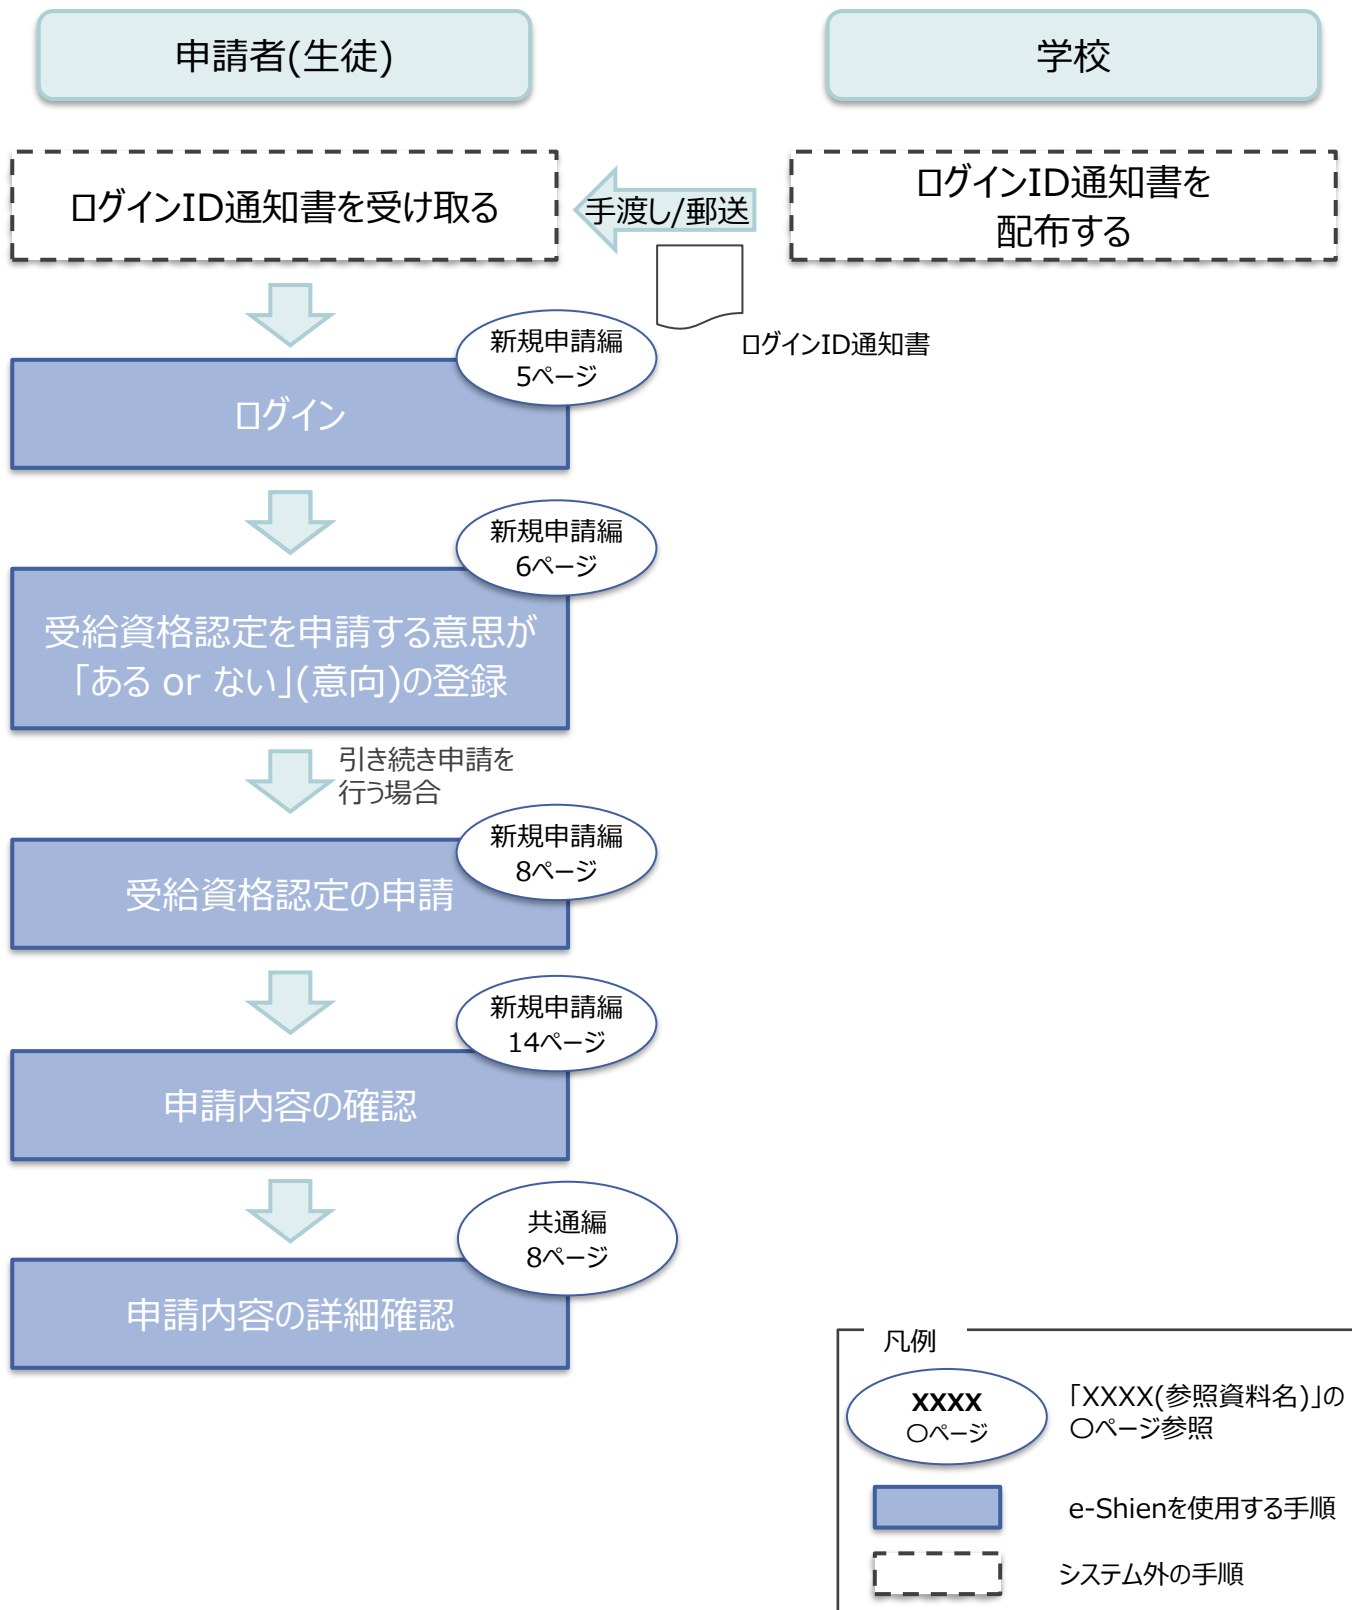 申請者(生徒)
学校
ログインID通知書を受け取る
手渡し/郵送
ログインID通知書を
配布する
ログインID通知書
新規申請編
5ページ
ログイン
新規申請編
6ページ
受給資格認定を申請する意思が
「ある or ない」(意向)の登録
引き続き申請を
行う場合
新規申請編
8ページ
受給資格認定の申請
新規申請編
14ページ
申請内容の確認
共通編
8ページ
申請内容の詳細確認
凡例
XXXX
〇ページ
「XXXX(参照資料名)」の
〇ページ参照
e-Shienを使用する手順
システム外の手順